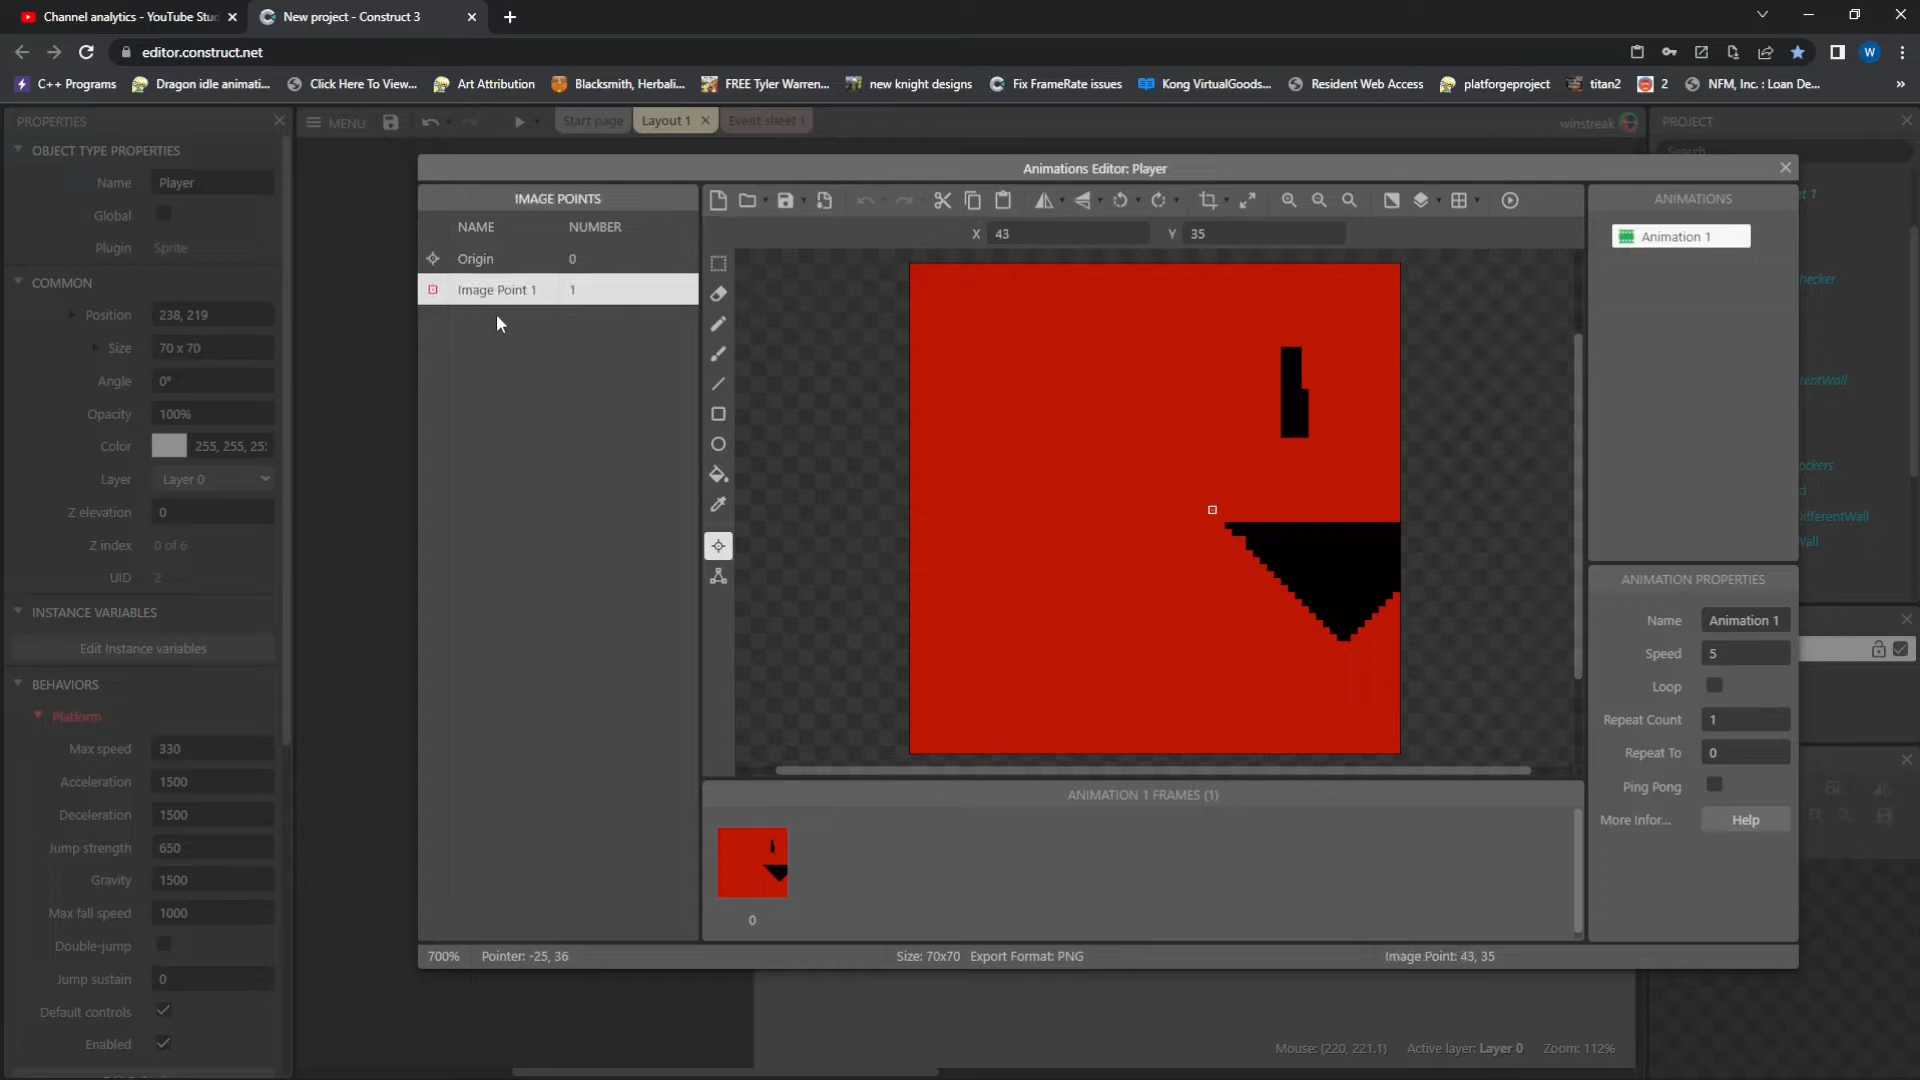 Channel analytics - YouTube Stu
New project - Construct 3
editor.construct.net
W
C++ Programs
Dragon idle animati...
Click Here To View...
Art Attribution
Blacksmith, Herbali...
FREE Tyler Warren...
new knight designs
Fix FrameRate issues
Kong VirtualGoods...
Resident Web Access
platforgeproject
titan2
2
NFM, Inc. : Loan De...
»
PROPERTIES
MENU
Start page
Layout 1
Event sheet 1
winstreak
PROJECT
Search
OBJECT TYPE PROPERTIES
Name Player
Global
Plugin Sprite
COMMON
Position 238, 219
Size 70 x 70
Angle 0°
Opacity 100%
Color 255, 255, 25
Layer Layer 0
Z elevation 0
Z index 0 of 6
UID 2
INSTANCE VARIABLES
Edit Instance variables
BEHAVIORS
Platform
Max speed 330
Acceleration 1500
Deceleration 1500
Jump strength 650
Gravity 1500
Max fall speed 1000
Double-jump
Jump sustain 0
Default controls
Enabled
Animations Editor: Player
IMAGE POINTS
NAME NUMBER
Origin 0
Image Point 1 1
X 43 Y 35
ANIMATION 1 FRAMES (1)
0
700% Pointer: -25, 36 Size: 70x70 Export Format: PNG Image Point: 43, 35
ANIMATIONS
Animation 1
ANIMATION PROPERTIES
Name Animation 1
Speed 5
Loop
Repeat Count 1
Repeat To 0
Ping Pong
More Infor... Help
hecker
rentWall
ockers
d
ifferentWall
Vall
Mouse: (220, 221.1) Active layer: Layer 0 Zoom: 112%